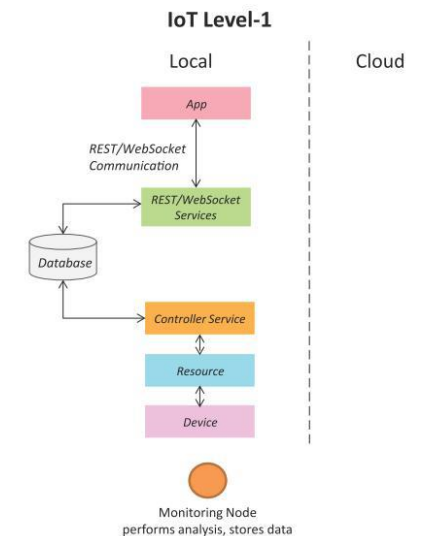 IoT Level-1
Local
Cloud
App
REST/WebSocket
Communication
REST/WebSocket
Services
Database
Controller Service
Resource
Device
Monitoring Node
performs analysis, stores data